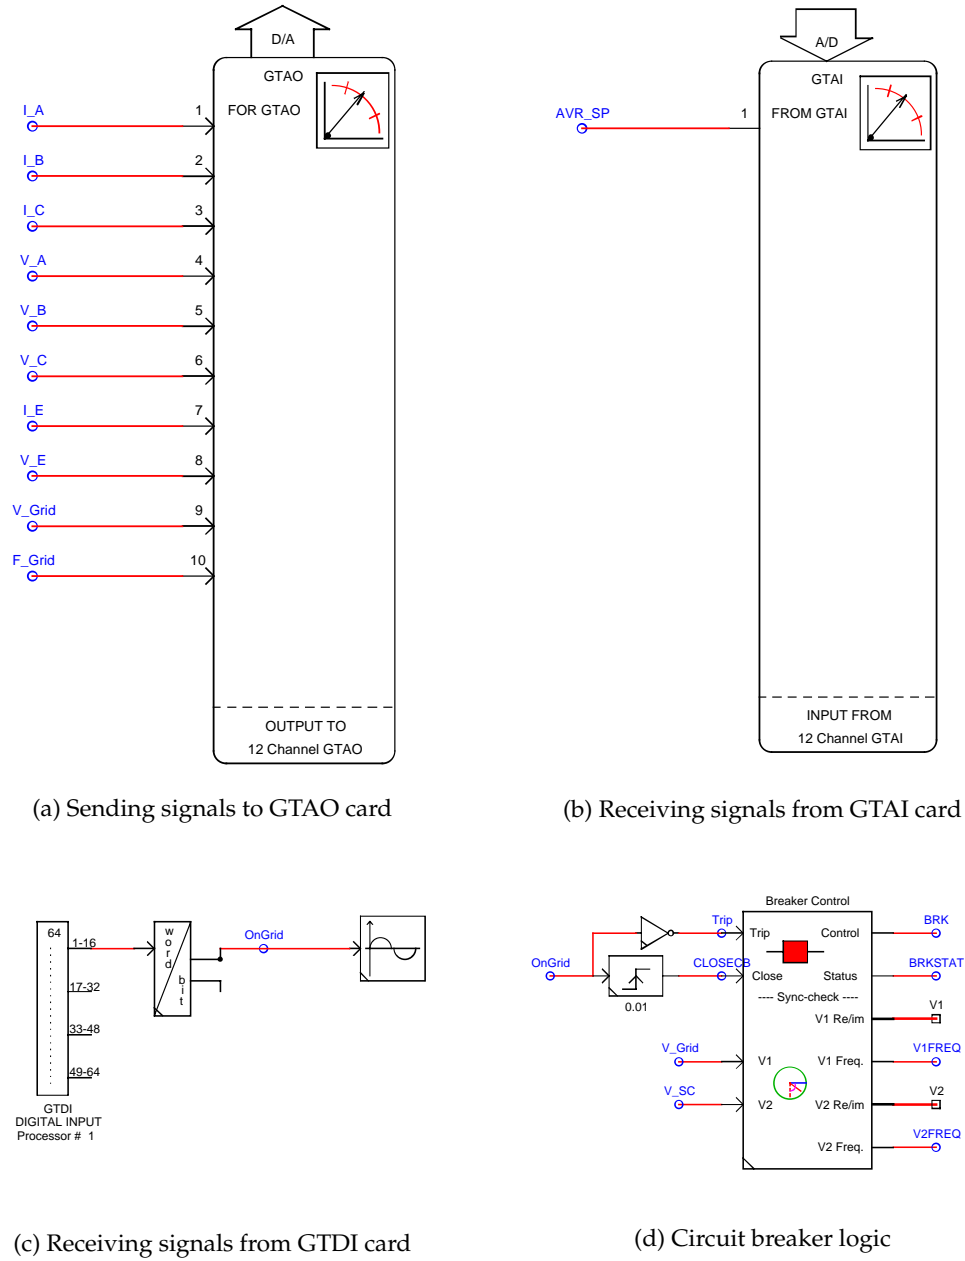 D/A
GTAO
FOR GTAO
I_A
1
I_B
2
I_C
3
V_A
4
V_B
5
V_C
6
I_E
7
V_E
8
V_Grid
9
F_Grid
10
OUTPUT TO
12 Channel GTAO
(a) Sending signals to GTAO card
A/D
GTAI
AVR_SP
1
FROM GTAI
INPUT FROM
12 Channel GTAI
(b) Receiving signals from GTAI card
64
1-16
17-32
33-48
49-64
GTDI
DIGITAL INPUT
Processor # 1
word
bit
OnGrid
(c) Receiving signals from GTDI card
Breaker Control
OnGrid
0.01
Trip
CLOSECB
V_Grid
V_SC
Trip
Control
Close
Status
---- Sync-check ----
V1 Re/im
V1
V1 Freq.
V2
V2 Re/im
V2 Freq.
BRK
BRKSTAT
V1
V1FREQ
V2
V2FREQ
(d) Circuit breaker logic